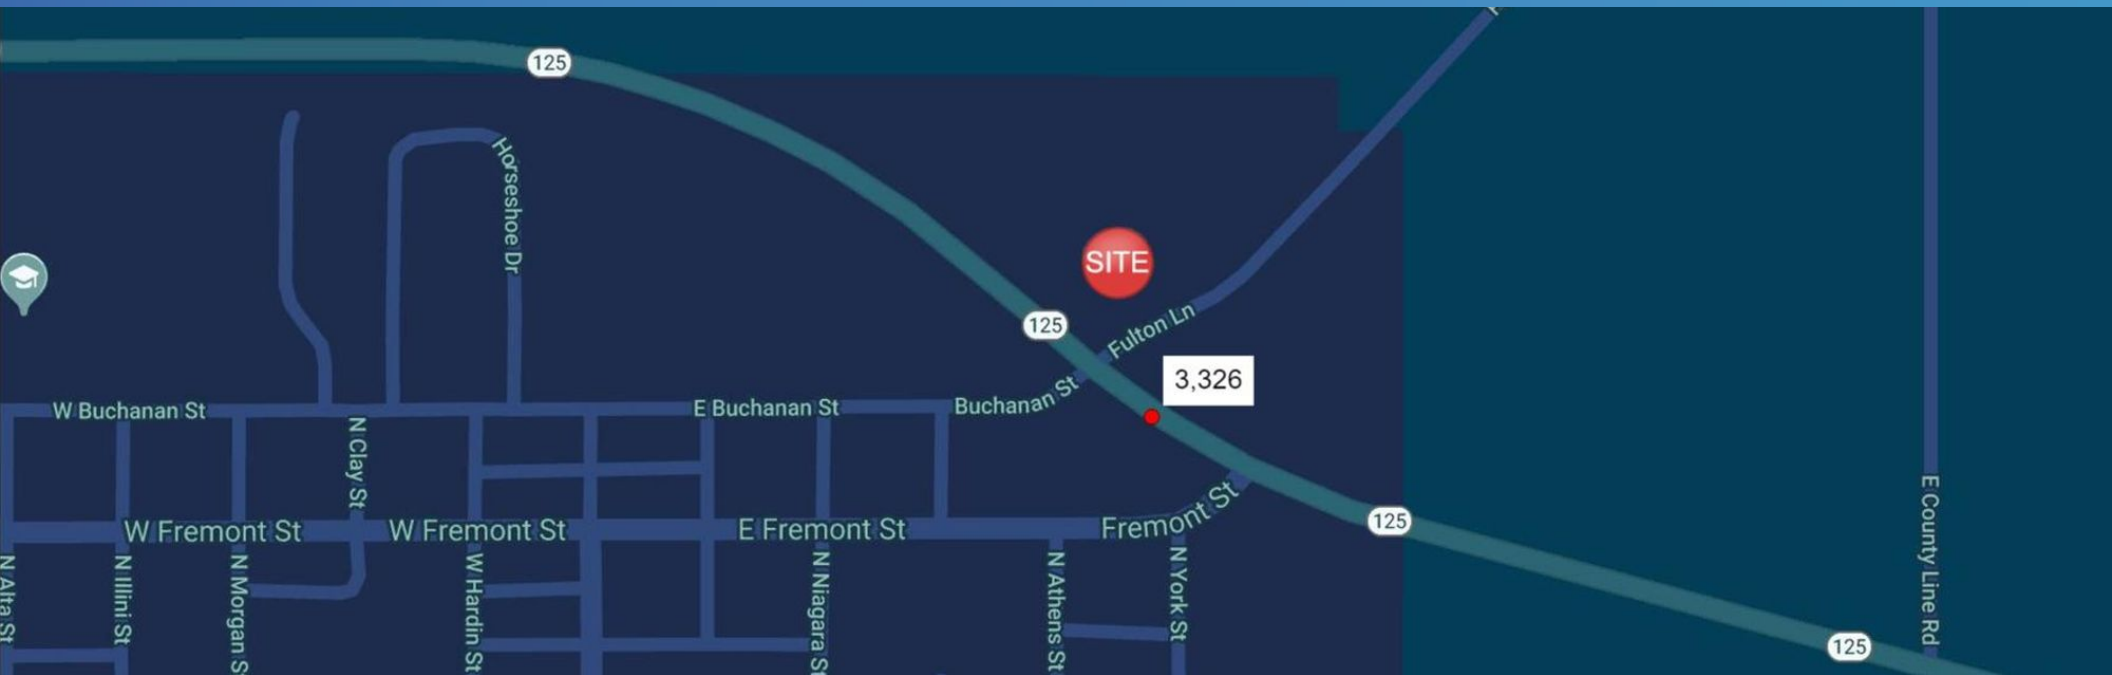 125
Horseshoe Dr
SITE
125
Fulton Ln
3,326
W Buchanan St
E Buchanan St
Buchanan St
N Clay St
W Fremont St
W Fremont St
E Fremont St
Fremont St
125
E County Line Rd
N Alta St
N Illini St
N Morgan S
W Hardin St
N Niagara St
N Athens St
N York St
125